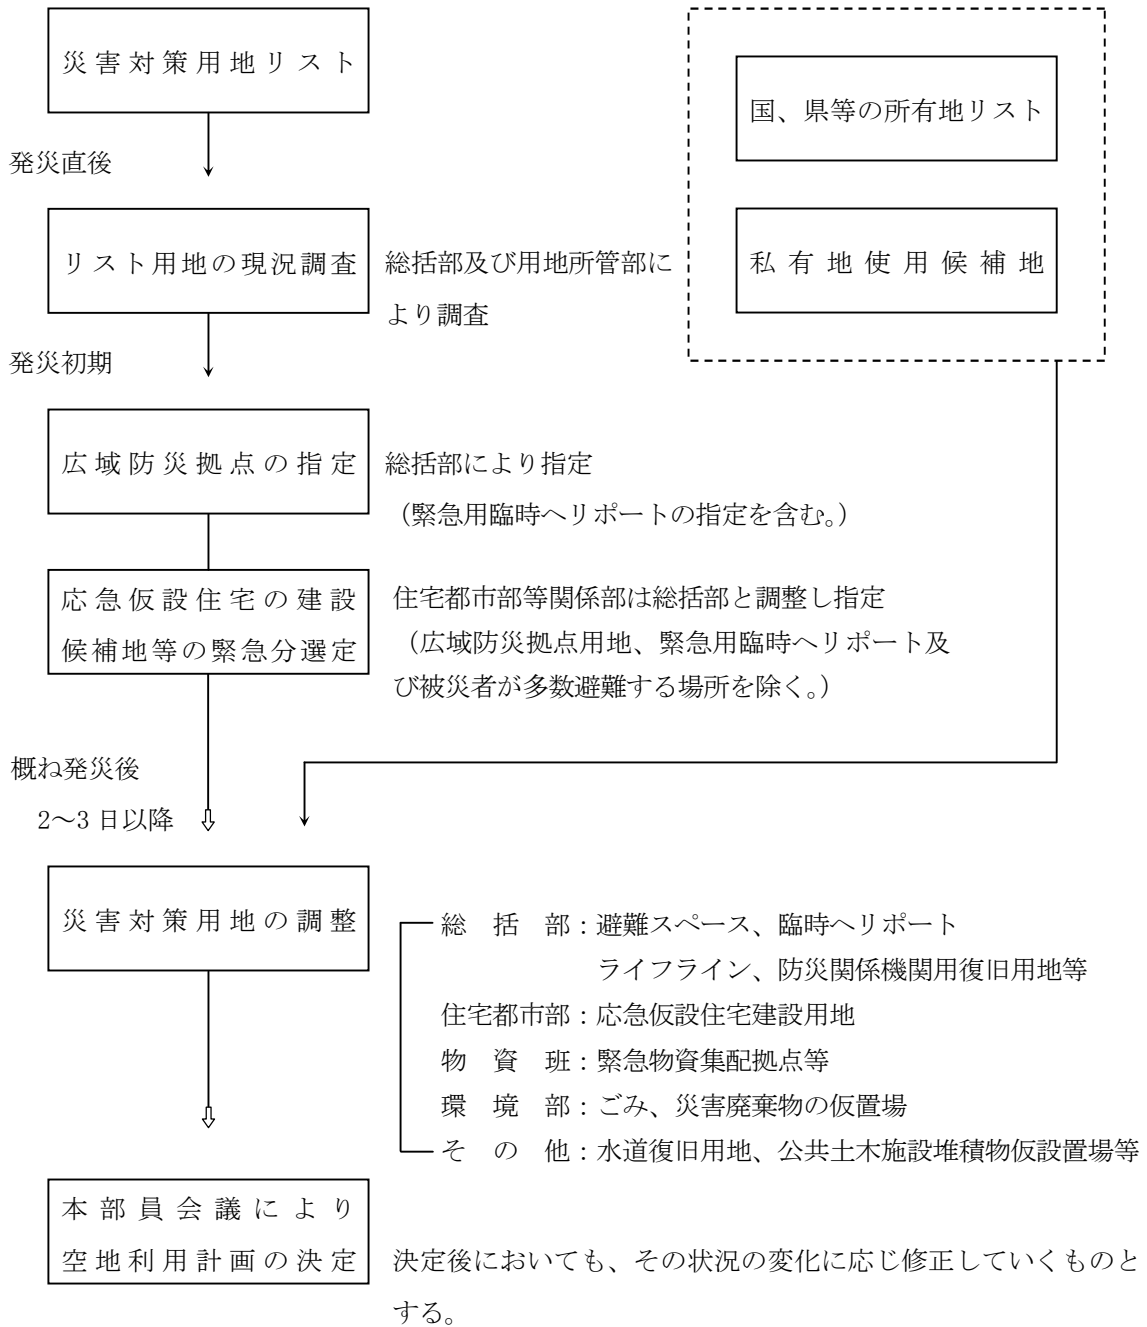 災害対策用地リスト
国、県等の所有地リスト
発災直後
リスト用地の現況調査
総括部及び用地所管部に
より調査
私有地使用候補地
発災初期
広域防災拠点の指定
総括部により指定
（緊急用臨時ヘリポートの指定を含む。）
応急仮設住宅の建設
候補地等の緊急分選定
住宅都市部等関係部は総括部と調整し指定
（広域防災拠点用地、緊急用臨時ヘリポート及
び被災者が多数避難する場所を除く。）
概ね発災後
2～3日以降
災害対策用地の調整
総括部：避難スペース、臨時ヘリポート
ライフライン、防災関係機関用復旧用地等
住宅都市部：応急仮設住宅建設用地
物資班：緊急物資集配拠点等
環境部：ごみ、災害廃棄物の仮置場
その他：水道復旧用地、公共土木施設堆積物仮設置場等
本部員会議により
空地利用計画の決定
決定後においても、その状況の変化に応じ修正していくものと
する。